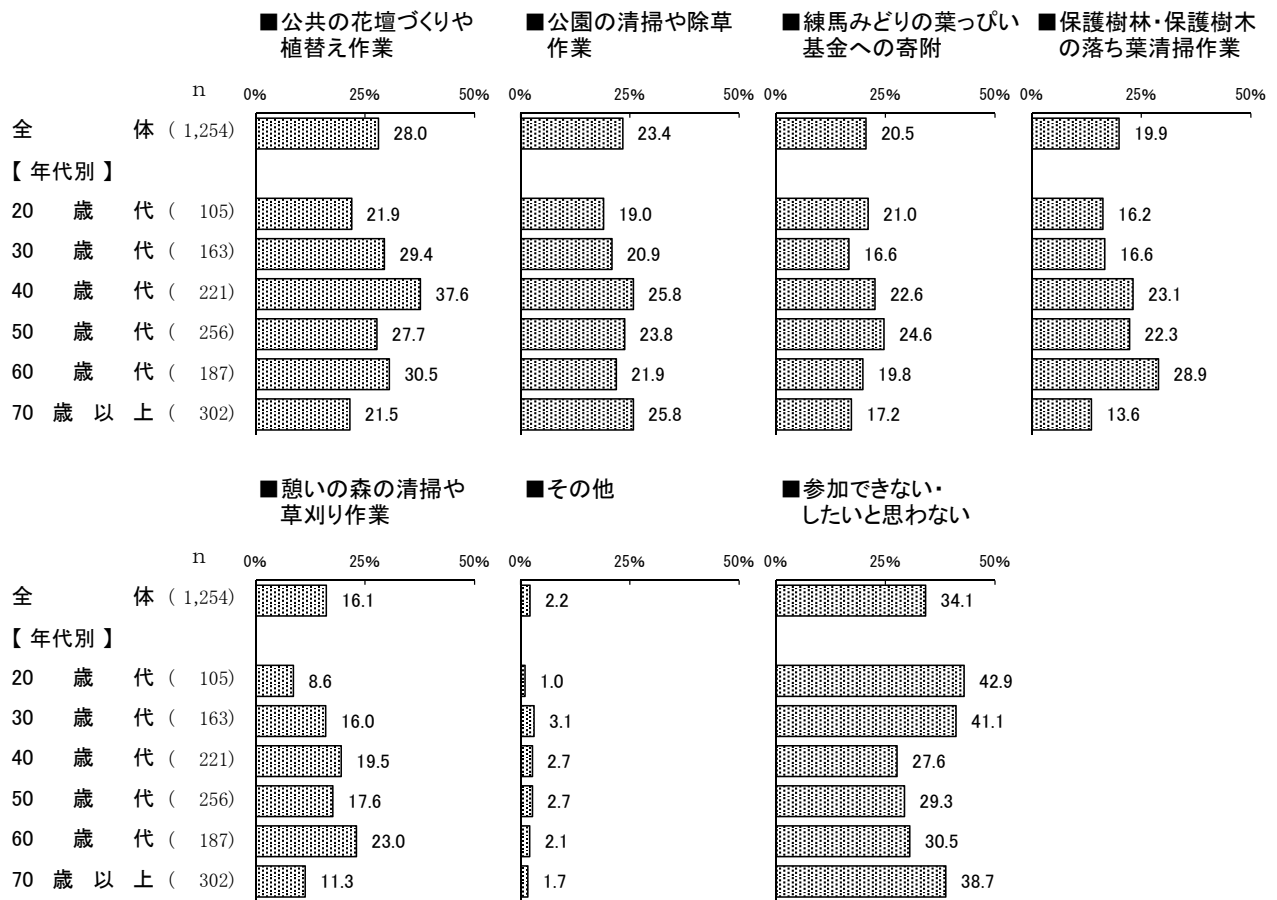 ■公共の花壇づくりや
植替え作業
■公園の清掃や除草
作業
■練馬みどりの葉っぴい
基金への寄附
■保護樹林・保護樹木
の落ち葉清掃作業
n 0% 25% 50% 0% 25% 50% 0% 25% 50% 0% 25% 50%
全体 ( 1,254) 28.0 23.4 20.5 19.9
【 年代別 】
20 歳代 ( 105) 21.9 19.0 21.0 16.2
30 歳代 ( 163) 29.4 20.9 16.6 16.6
40 歳代 ( 221) 37.6 25.8 22.6 23.1
50 歳代 ( 256) 27.7 23.8 24.6 22.3
60 歳代 ( 187) 30.5 21.9 19.8 28.9
70 歳以上 ( 302) 21.5 25.8 17.2 13.6
■憩いの森の清掃や
草刈り作業
■その他
■参加できない・
したいと思わない
n 0% 25% 50% 0% 25% 50% 0% 25% 50%
全体 ( 1,254) 16.1 2.2 34.1
【 年代別 】
20 歳代 ( 105) 8.6 1.0 42.9
30 歳代 ( 163) 16.0 3.1 41.1
40 歳代 ( 221) 19.5 2.7 27.6
50 歳代 ( 256) 17.6 2.7 29.3
60 歳代 ( 187) 23.0 2.1 30.5
70 歳以上 ( 302) 11.3 1.7 38.7